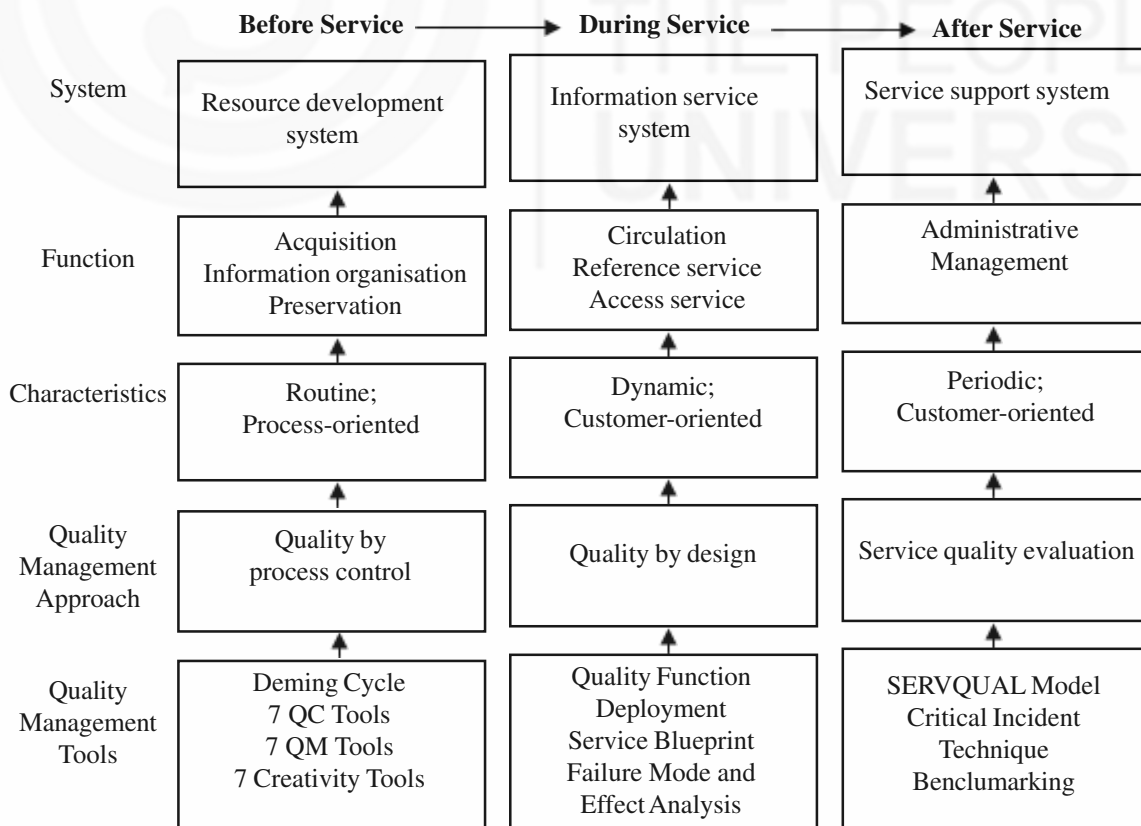 THE PEOPL
UNIVERS
Before Service
During Service
After Service
System
Resource development
system
Information service
system
Service support system
Function
Acquisition
Information organisation
Preservation
Circulation
Reference service
Access service
Administrative
Management
Characteristics
Routine;
Process-oriented
Dynamic;
Customer-oriented
Periodic;
Customer-oriented
Quality
Management
Approach
Quality by
process control
Quality by design
Service quality evaluation
Quality
Management
Tools
Deming Cycle
7 QC Tools
7 QM Tools
7 Creativity Tools
Quality Function
Deployment
Service Blueprint
Failure Mode and
Effect Analysis
SERVQUAL Model
Critical Incident
Technique
Benclumarking